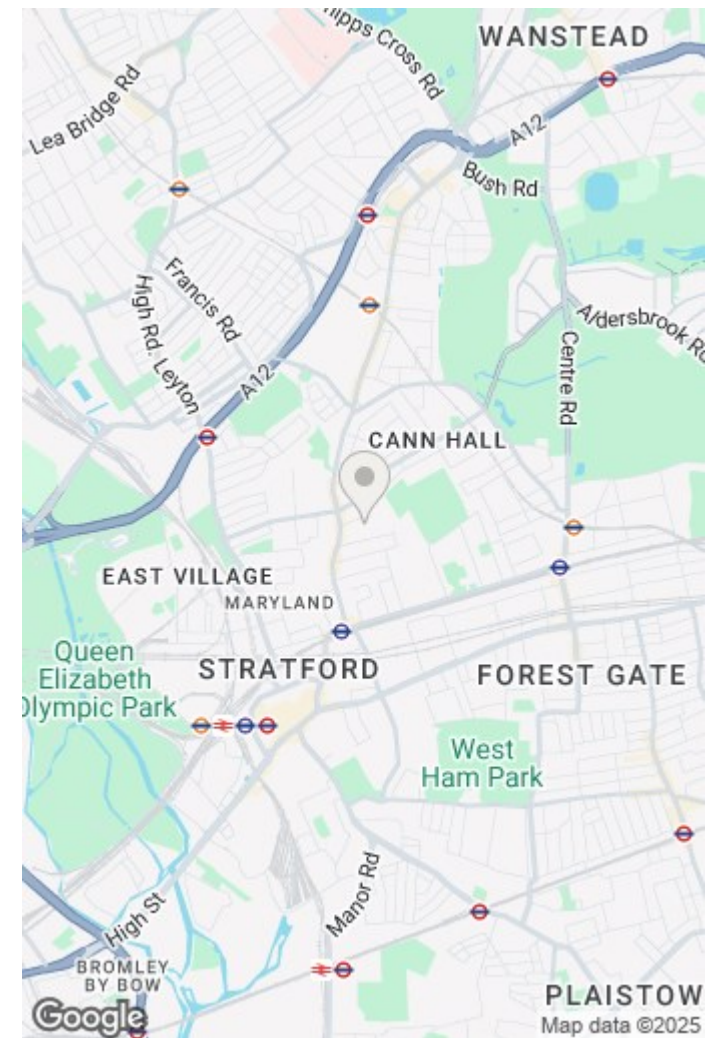 hipps Cross Rd
WANSTEAD
Lea Bridge Rd
A12
Bush Rd
Francis Rd
High Rd. Leyton
Aldersbrook Rd
A12
Centre Rd
CANN HALL
EAST VILLAGE
MARYLAND
Queen
Elizabeth
Olympic Park
STRATFORD
FOREST GATE
West
Ham Park
Manor Rd
High St
BROMLEY
BY BOW
PLAISTOW
Google
Map data ©2025